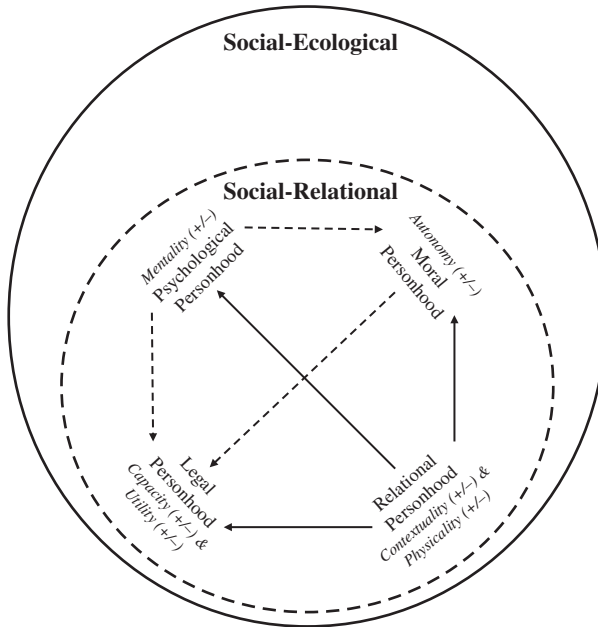 Social-Ecological
Social-Relational
Mentality (+/–)
Psychological
Personhood
Autonomy (+/–)
Moral
Personhood
Legal
Personhood
Capacity (+/–) &
Utility (+/–)
Relational
Personhood
Contextuality (+/–) &
Physicality (+/–)